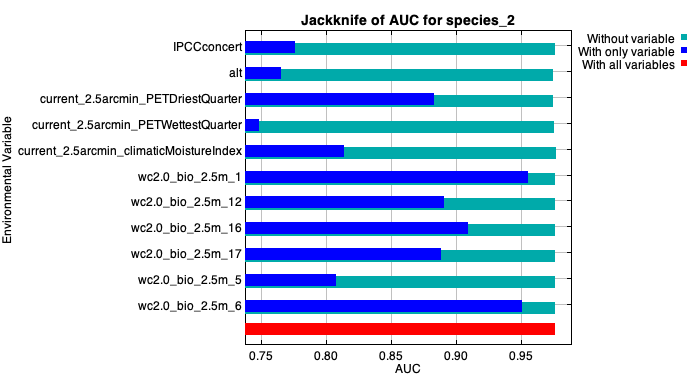 Jackknife of AUC for species_2
Without variable
With only variable
With all variables
Environmental Variable
IPCCconcert
alt
current_2.5arcmin_PETDriestQuarter
current_2.5arcmin_PETWettestQuarter
current_2.5arcmin_climaticMoistureIndex
wc2.0_bio_2.5m_1
wc2.0_bio_2.5m_12
wc2.0_bio_2.5m_16
wc2.0_bio_2.5m_17
wc2.0_bio_2.5m_5
wc2.0_bio_2.5m_6
0.75 0.80 0.85 0.90 0.95
AUC